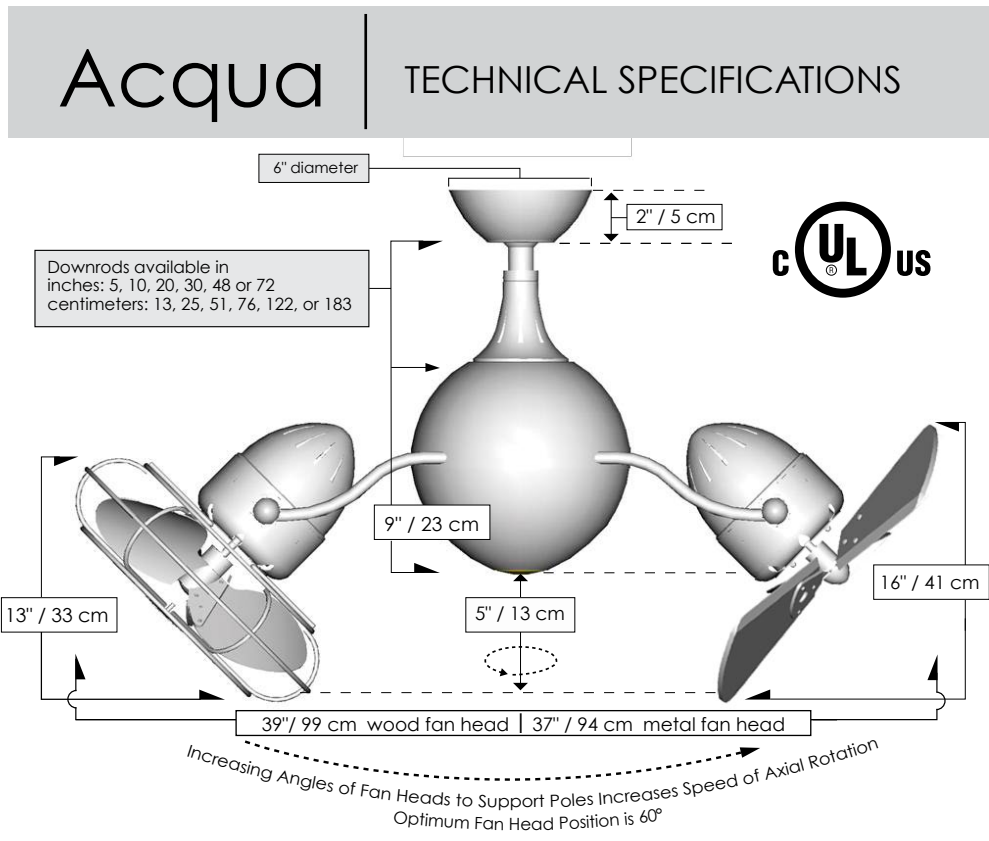 Acqua
TECHNICAL SPECIFICATIONS
6" diameter
2" / 5 cm
C UL ® US
Downrods available in
inches: 5, 10, 20, 30, 48 or 72
centimeters: 13, 25, 51, 76, 122, or 183
9" / 23 cm
13" / 33 cm
5" / 13 cm
16" / 41 cm
39"/ 99 cm wood fan head | 37" / 94 cm metal fan head
Increasing Angles of Fan Heads to Support Poles Increases Speed of Axial Rotation
Optimum Fan Head Position is 60°